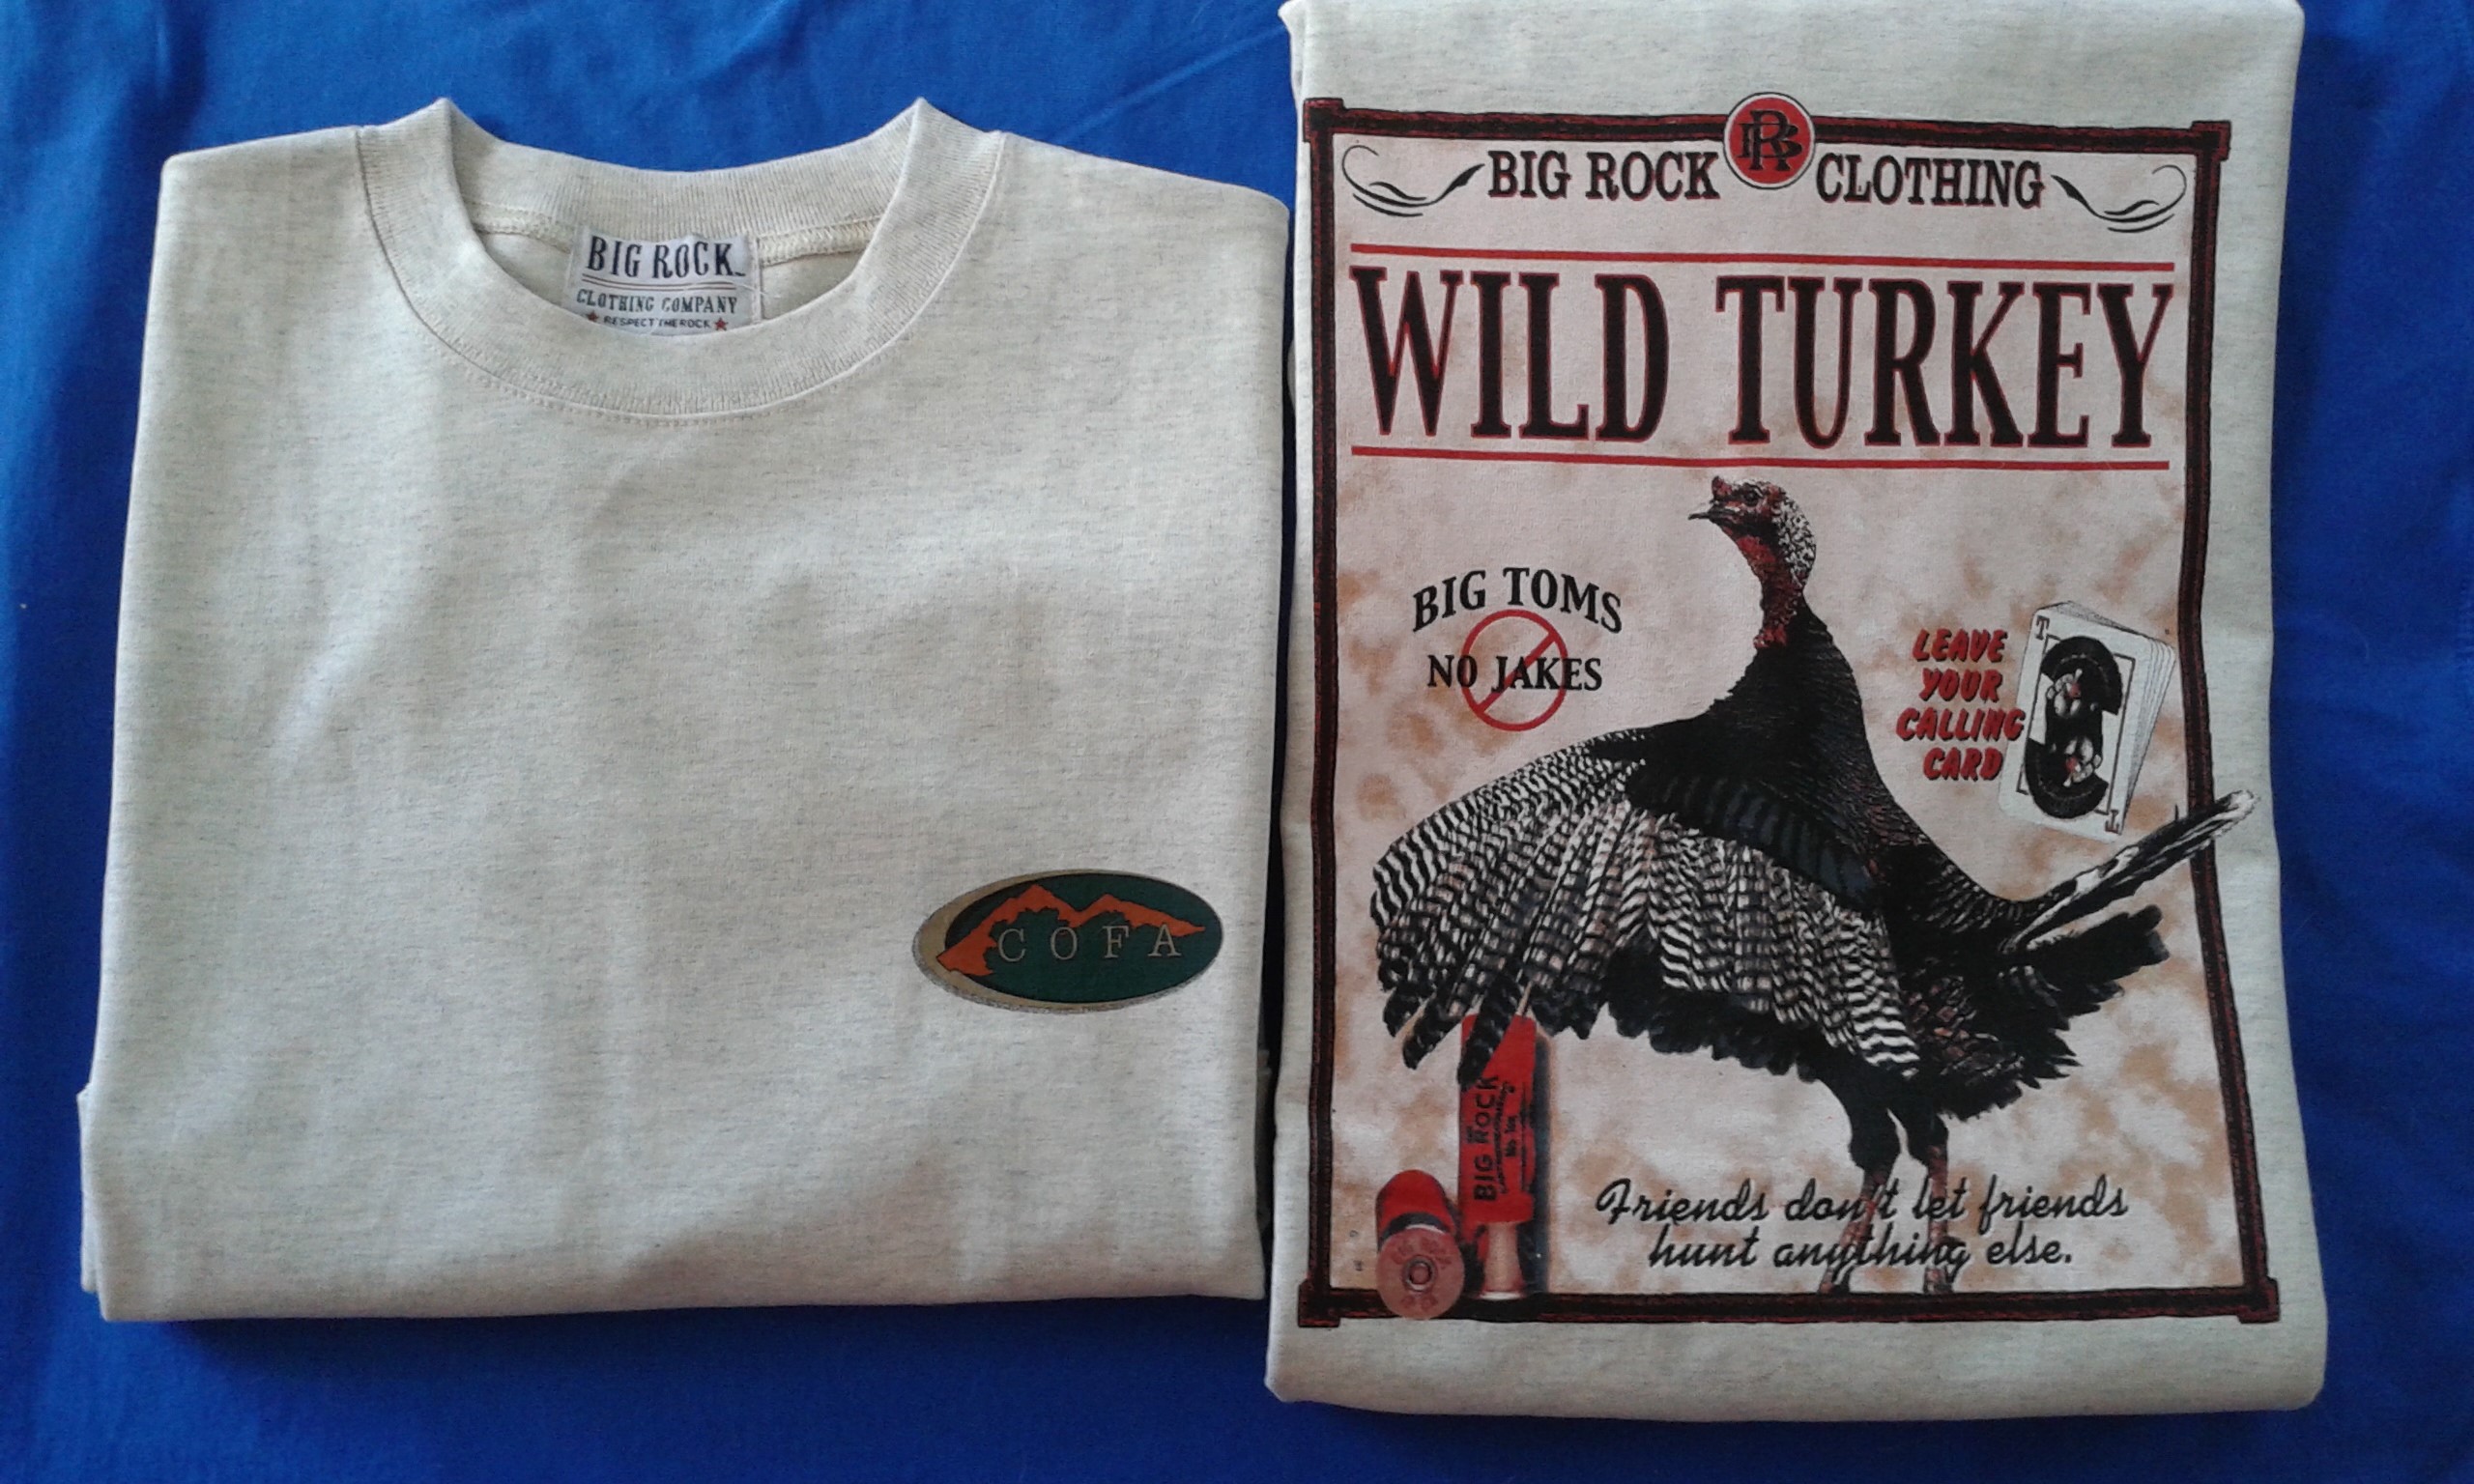 BIG ROCK
CLOTHING COMPANY
★ RESPECT THE ROCK ★
COFA
BIG ROCK CLOTHING
WILD TURKEY
BIG TOMS
NO JAKES
LEAVE
YOUR
CALLING
CARD
T
T
BIG ROCK
Friends don't let friends
hunt anything else.